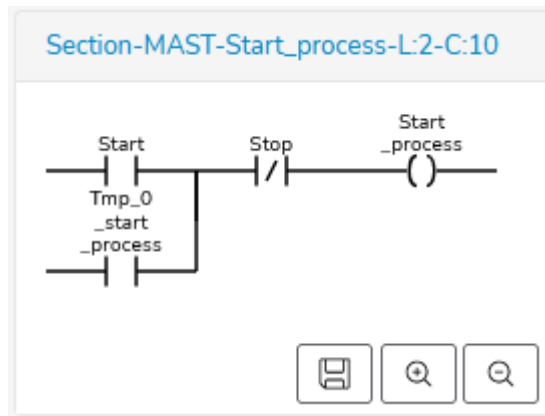 Section-MAST-Start_process-L:2-C:10
Start
Stop
Start
_process
Tmp_0
_start
_process